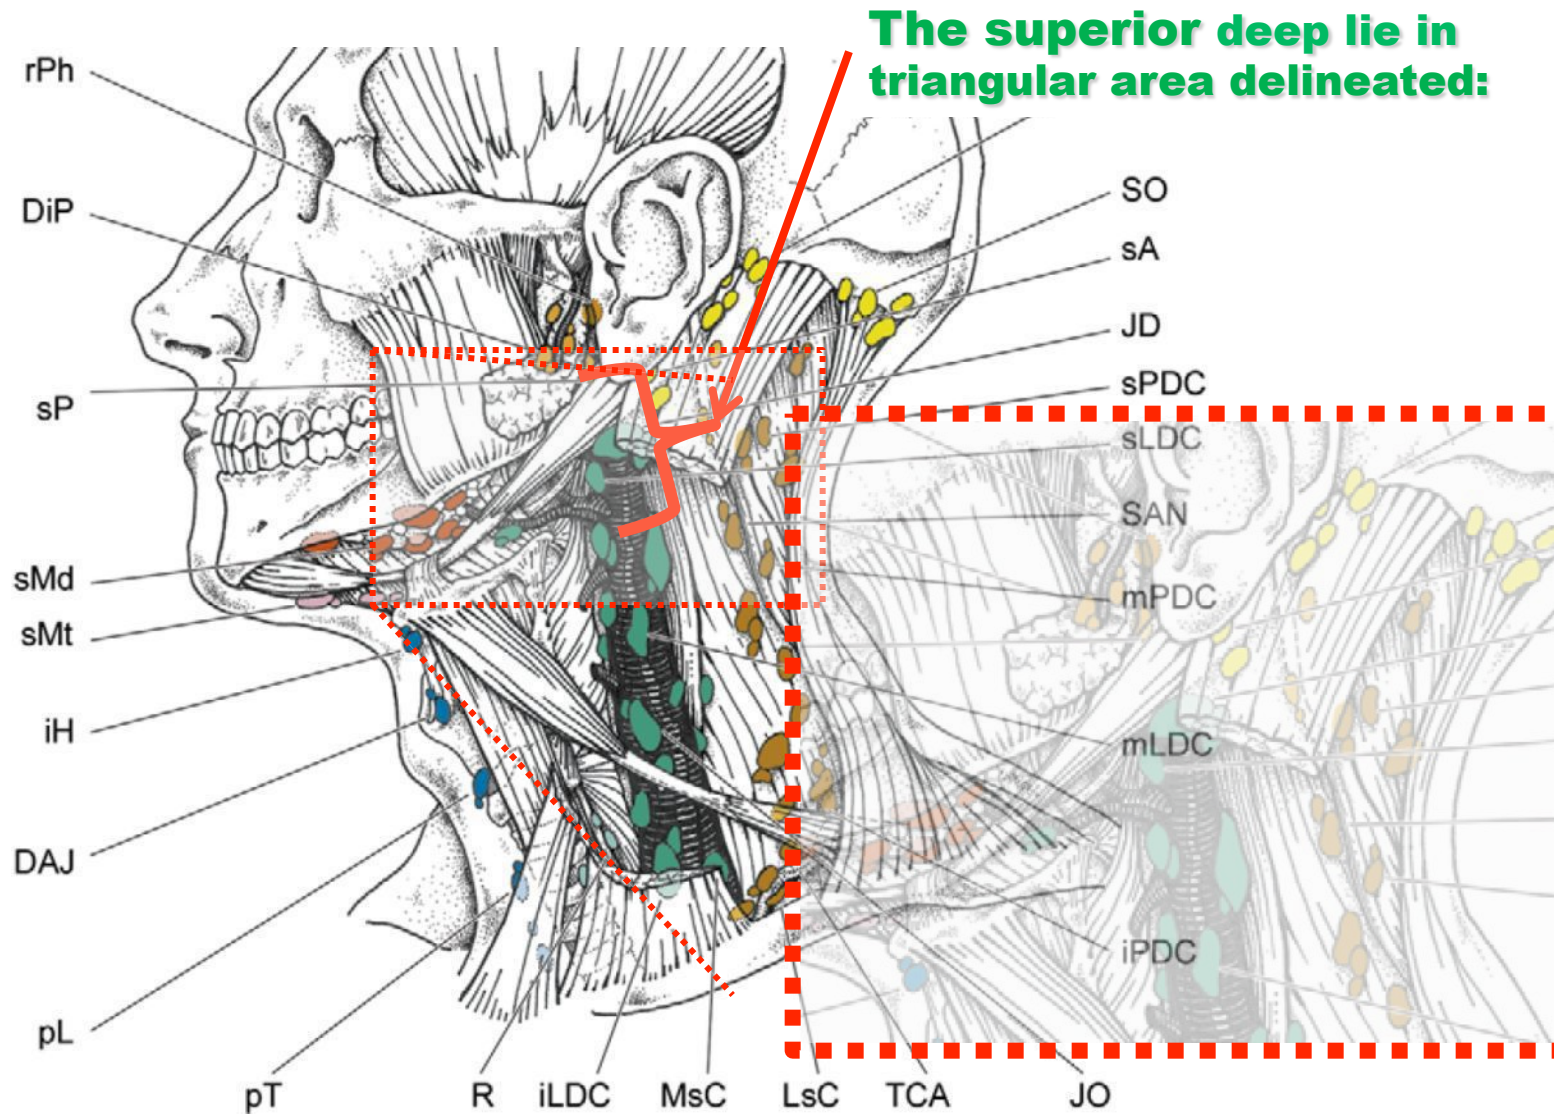 The superior deep lie in
triangular area delineated:
rPh
DiP
sP
sMd
sMt
iH
DAJ
pL
pT
R
iLDC
MsC
LsC
TCA
JO
SO
sA
JD
sPDC
sLDC
SAN
mPDC
mLDC
iPDC